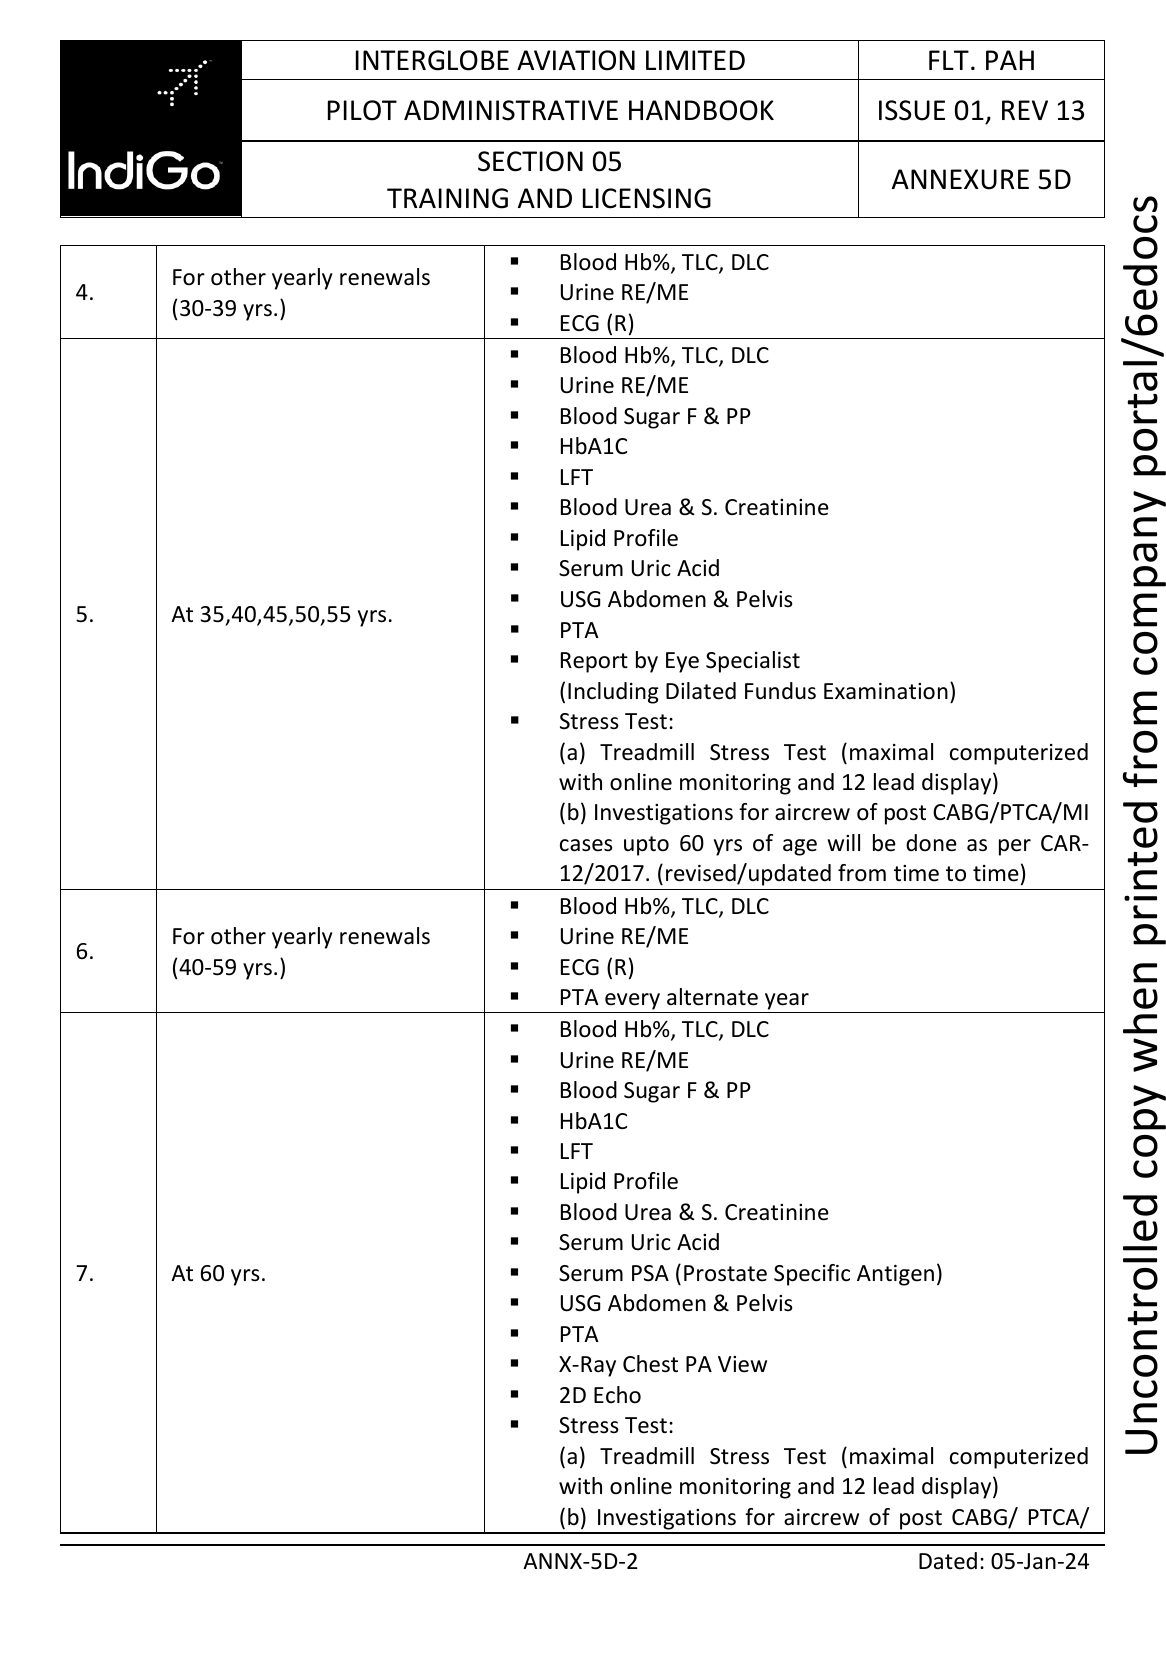 IndiGo
INTERGLOBE AVIATION LIMITED
FLT. PAH
PILOT ADMINISTRATIVE HANDBOOK
ISSUE 01, REV 13
SECTION 05
TRAINING AND LICENSING
ANNEXURE 5D
4.
For other yearly renewals
(30-39 yrs.)
▪ Blood Hb%, TLC, DLC
▪ Urine RE/ME
▪ ECG (R)
5.
At 35,40,45,50,55 yrs.
▪ Blood Hb%, TLC, DLC
▪ Urine RE/ME
▪ Blood Sugar F & PP
▪ HbA1C
▪ LFT
▪ Blood Urea & S. Creatinine
▪ Lipid Profile
▪ Serum Uric Acid
▪ USG Abdomen & Pelvis
▪ PTA
▪ Report by Eye Specialist
(Including Dilated Fundus Examination)
▪ Stress Test:
(a) Treadmill Stress Test (maximal computerized
with online monitoring and 12 lead display)
(b) Investigations for aircrew of post CABG/PTCA/MI
cases upto 60 yrs of age will be done as per CAR-
12/2017. (revised/updated from time to time)
6.
For other yearly renewals
(40-59 yrs.)
▪ Blood Hb%, TLC, DLC
▪ Urine RE/ME
▪ ECG (R)
▪ PTA every alternate year
7.
At 60 yrs.
▪ Blood Hb%, TLC, DLC
▪ Urine RE/ME
▪ Blood Sugar F & PP
▪ HbA1C
▪ LFT
▪ Lipid Profile
▪ Blood Urea & S. Creatinine
▪ Serum Uric Acid
▪ Serum PSA (Prostate Specific Antigen)
▪ USG Abdomen & Pelvis
▪ PTA
▪ X-Ray Chest PA View
▪ 2D Echo
▪ Stress Test:
(a) Treadmill Stress Test (maximal computerized
with online monitoring and 12 lead display)
(b) Investigations for aircrew of post CABG/ PTCA/
ANNX-5D-2
Dated: 05-Jan-24
Uncontrolled copy when printed from company portal/6edocs